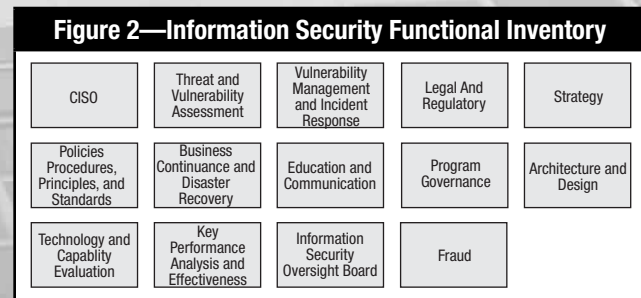 Figure 2—Information Security Functional Inventory
CISO
Threat and
Vulnerability
Assessment
Vulnerability
Management
and Incident
Response
Legal And
Regulatory
Strategy
Policies
Procedures,
Principles, and
Standards
Business
Continuance and
Disaster
Recovery
Education and
Communication
Program
Governance
Architecture and
Design
Technology and
Capablity
Evaluation
Key
Performance
Analysis and
Effectiveness
Information
Security
Oversight Board
Fraud